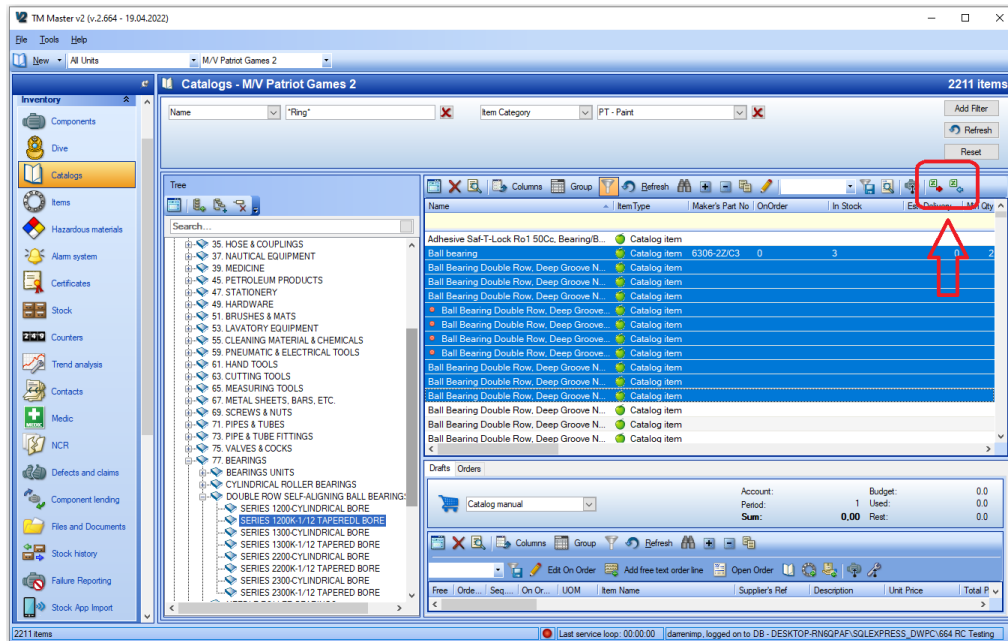 TM Master v2 (v.2.664 - 19.04.2022)
File Tools Help
New All Units M/V Patriot Games 2
Inventory
Components
Dive
Catalogs
Items
Hazardous materials
Alarm system
Certificates
Stock
Counters
Trend analysis
Contacts
Medic
NCR
Defects and claims
Component lending
Files and Documents
Stock history
Failure Reporting
Stock App Import
Catalogs - M/V Patriot Games 2 2211 items
Name *Ring* Item Category PT - Paint
Add Filter
Refresh
Reset
Tree
Search...
35. HOSE & COUPLINGS
37. NAUTICAL EQUIPMENT
39. MEDICINE
45. PETROLEUM PRODUCTS
47. STATIONERY
49. HARDWARE
51. BRUSHES & MATS
53. LAVATORY EQUIPMENT
55. CLEANING MATERIAL & CHEMICALS
59. PNEUMATIC & ELECTRICAL TOOLS
61. HAND TOOLS
63. CUTTING TOOLS
65. MEASURING TOOLS
67. METAL SHEETS, BARS, ETC.
69. SCREWS & NUTS
71. PIPES & TUBES
73. PIPE & TUBE FITTINGS
75. VALVES & COCKS
77. BEARINGS
BEARINGS UNITS
CYLINDRICAL ROLLER BEARINGS
DOUBLE ROW SELF-ALIGNING BALL BEARING
SERIES 1200-CYLINDRICAL BORE
SERIES 1200K-1/12 TAPEREDL BORE
SERIES 1300-CYLINDRICAL BORE
SERIES 1300K-1/12 TAPERED BORE
SERIES 2200-CYLINDRICAL BORE
SERIES 2200K-1/12 TAPERED BORE
SERIES 2300-CYLINDRICAL BORE
SERIES 2300K-1/12 TAPERED BORE
Columns Group Refresh
Name ItemType Maker's Part No OnOrder In Stock Est. Delivery Min Qty
Adhesive Saf-T-Lock Ro1 50Cc, Bearing/B... Catalog item
Ball bearing Catalog item 6306-2Z/C3 0 3 0 2
Ball Bearing Double Row, Deep Groove N... Catalog item
Ball Bearing Double Row, Deep Groove N... Catalog item
Ball Bearing Double Row, Deep Groove N... Catalog item
Ball Bearing Double Row, Deep Groove... Catalog item
Ball Bearing Double Row, Deep Groove... Catalog item
Ball Bearing Double Row, Deep Groove... Catalog item
Ball Bearing Double Row, Deep Groove... Catalog item
Ball Bearing Double Row, Deep Groove N... Catalog item
Ball Bearing Double Row, Deep Groove N... Catalog item
Ball Bearing Double Row, Deep Groove N... Catalog item
Ball Bearing Double Row, Deep Groove N... Catalog item
Ball Bearing Double Row, Deep Groove N... Catalog item
Ball Bearing Double Row, Deep Groove N... Catalog item
Drafts Orders
Catalog manual
Account: Budget: 0.0
Period: 1 Used: 0.0
Sum: 0,00 Rest: 0.0
Columns Group Refresh
Edit On Order Add free text order line Open Order
Free Orde... Seq.... On Or... UOM Item Name Supplier's Ref Description Unit Price Total P
2211 items Last service loop: 00:00:00 darrenimp, logged on to DB - DESKTOP-RN6QPAF\SQLEXPRESS_DWPC\664 RC Testing